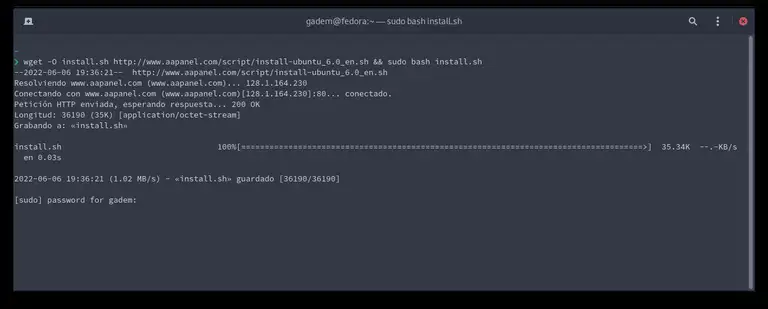 gadem@fedora:~ — sudo bash install.sh
~
❯ wget -O install.sh http://www.aapanel.com/script/install-ubuntu_6.0_en.sh && sudo bash install.sh
--2022-06-06 19:36:21--  http://www.aapanel.com/script/install-ubuntu_6.0_en.sh
Resolviendo www.aapanel.com (www.aapanel.com)... 128.1.164.230
Conectando con www.aapanel.com (www.aapanel.com)[128.1.164.230]:80... conectado.
Petición HTTP enviada, esperando respuesta... 200 OK
Longitud: 36190 (35K) [application/octet-stream]
Grabando a: «install.sh»
install.sh 100%[=====================================================================================>] 35.34K --.-KB/s
en 0.03s
2022-06-06 19:36:21 (1.02 MB/s) - «install.sh» guardado [36190/36190]
[sudo] password for gadem: